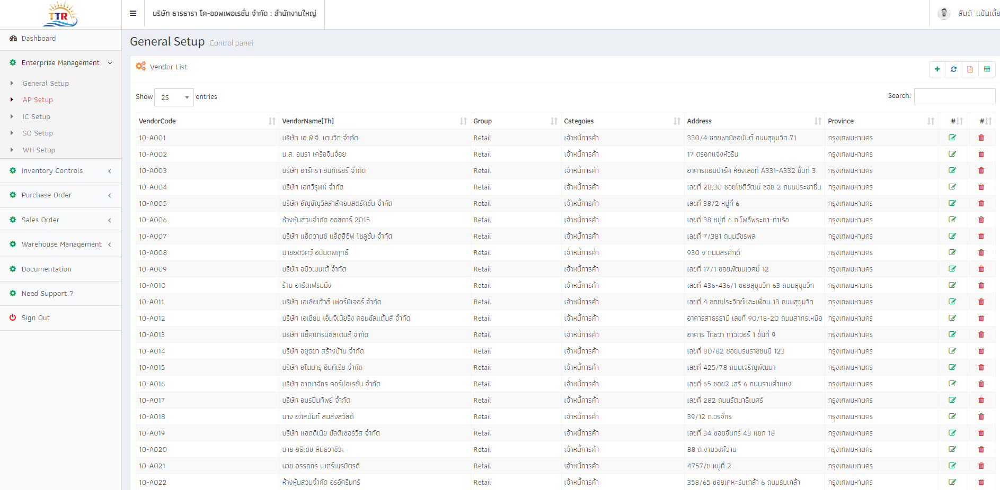 TTR
บริษัท ธารธารา โค-ออพเพอเรชั่น จำกัด : สำนักงานใหญ่
สันติ แป้นเตี้ย
Dashboard
Enterprise Management
General Setup
AP Setup
IC Setup
SO Setup
WH Setup
Inventory Controls
Purchase Order
Sales Order
Warehouse Management
Documentation
Need Support ?
Sign Out
General Setup Control panel
Vendor List
Show 25 entries
Search:
VendorCode VendorName[Th] Group Categoies Address Province # #
10-A001 บริษัท เอ.พี.จี. เดนวิก จำกัด Retail เจ้าหนี้การค้า 330/4 ซอยพานิชอนันต์ ถนนสุขุมวิท 71 กรุงเทพมหานคร
10-A002 น.ส. อมรา เครือจินจ๋อย Retail เจ้าหนี้การค้า 17 ตรอกแจ่งหัวริน กรุงเทพมหานคร
10-A003 บริษัท อาร์ทรา อินทีเรียร์ จำกัด Retail เจ้าหนี้การค้า อาคารแอมปาร์ค ห้องเลขที่ A331-A332 ชั้นที่ 3 กรุงเทพมหานคร
10-A004 บริษัท เอกวิรุฬห์ จำกัด Retail เจ้าหนี้การค้า เลขที่ 28,30 ซอยโชติวัฒน์ ซอย 2 ถนนประชาชื่น กรุงเทพมหานคร
10-A005 บริษัท อัญชัญวิลล่าส์คอนสตรัคชั่น จำกัด Retail เจ้าหนี้การค้า เลขที่ 38/2 หมู่ที่ 6 กรุงเทพมหานคร
10-A006 ห้างหุ้นส่วนจำกัด ออสการ์ 2015 Retail เจ้าหนี้การค้า เลขที่ 38 หมู่ที่ 6 ถ.โพธิ์พระยา-ท่าเรือ กรุงเทพมหานคร
10-A007 บริษัท แอ็ดวานซ์ แอ็ดฮิซิฟ โซลูชั่น จำกัด Retail เจ้าหนี้การค้า เลขที่ 7/381 ถนนวัชรพล กรุงเทพมหานคร
10-A008 นายอติวิศว์ อนันตพฤทธ์ Retail เจ้าหนี้การค้า 930 ง ถนนสรศักดิ์ กรุงเทพมหานคร
10-A009 บริษัท อบิวเมนเต้ จำกัด Retail เจ้าหนี้การค้า เลขที่ 17/1 ซอยพัฒนเวศม์ 12 กรุงเทพมหานคร
10-A010 ร้าน อาร์ตเฟรมมิ่ง Retail เจ้าหนี้การค้า เลขที่ 436-436/1 ซอยสุขุมวิท 63 ถนนสุขุมวิท กรุงเทพมหานคร
10-A011 บริษัท เอเซียเฮ้าส์ เฟอร์นิเจอร์ จำกัด Retail เจ้าหนี้การค้า เลขที่ 4 ซอยประวิทย์และเพื่อน 13 ถนนสุขุมวิท กรุงเทพมหานคร
10-A012 บริษัท เอเชี่ยน เอ็นจิเนียริ่ง คอนซัลแต้นส์ จำกัด Retail เจ้าหนี้การค้า อาคารสาธรธานี เลขที่ 90/18-20 ถนนสาทรเหนือ กรุงเทพมหานคร
10-A013 บริษัท แอ็คแทรนซิสเตมส์ จำกัด Retail เจ้าหนี้การค้า อาคาร ไทยวา ทาวเวอร์ 1 ชั้นที่ 9 กรุงเทพมหานคร
10-A014 บริษัท อยุธยา สร้างบ้าน จำกัด Retail เจ้าหนี้การค้า เลขที่ 80/82 ซอยบรมราชชนนี 123 กรุงเทพมหานคร
10-A015 บริษัท อโนนารุ อินทีเรีย จำกัด Retail เจ้าหนี้การค้า เลขที่ 425/78 ถนนเจริญพัฒนา กรุงเทพมหานคร
10-A016 บริษัท อาณาจักร คอร์ปอเรชั่น จำกัด Retail เจ้าหนี้การค้า เลขที่ 65 ซอย2 เสรี 6 ถนนรามคำแหง กรุงเทพมหานคร
10-A017 บริษัท อมรปิ่นทิพย์ จำกัด Retail เจ้าหนี้การค้า เลขที่ 282 ถนนรัตนาธิเบศร์ กรุงเทพมหานคร
10-A018 นาง อภิสนันท์ สมส่งสวัสดิ์ Retail เจ้าหนี้การค้า 39/12 ถ.วรจักร กรุงเทพมหานคร
10-A019 บริษัท แอดดิเนีย มัลติเซอร์วิส จำกัด Retail เจ้าหนี้การค้า เลขที่ 34 ซอยจันทร์ 43 แยก 18 กรุงเทพมหานคร
10-A020 นาย อธิเดช สินธวาชีวะ Retail เจ้าหนี้การค้า 88 ถ.งามวงศ์วาน กรุงเทพมหานคร
10-A021 นาย อรรถกร เนตร์เนรมิตรดี Retail เจ้าหนี้การค้า 4757/ข หมู่ที่ 2 กรุงเทพมหานคร
10-A022 ห้างหุ้นส่วนจำกัด อรอัครินทร์ Retail เจ้าหนี้การค้า 358/65 ซอยเคหะร่มเกล้า 6 ถนนร่มเกล้า กรุงเทพมหานคร